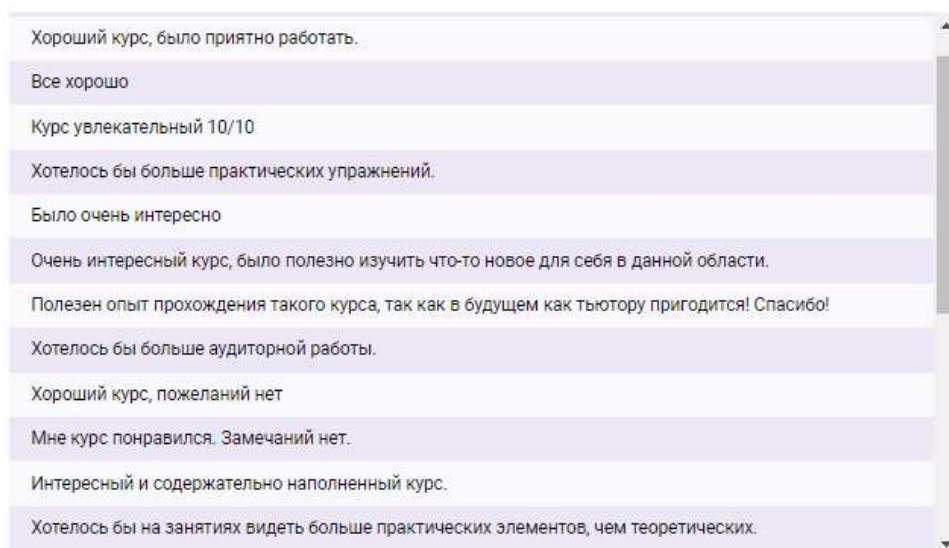 Хороший курс, было приятно работать.
Все хорошо
Курс увлекательный 10/10
Хотелось бы больше практических упражнений.
Было очень интересно
Очень интересный курс, было полезно изучить что-то новое для себя в данной области.
Полезен опыт прохождения такого курса, так как в будущем как тьютору пригодится! Спасибо!
Хотелось бы больше аудиторной работы.
Хороший курс, пожеланий нет
Мне курс понравился. Замечаний нет.
Интересный и содержательно наполненный курс.
Хотелось бы на занятиях видеть больше практических элементов, чем теоретических.